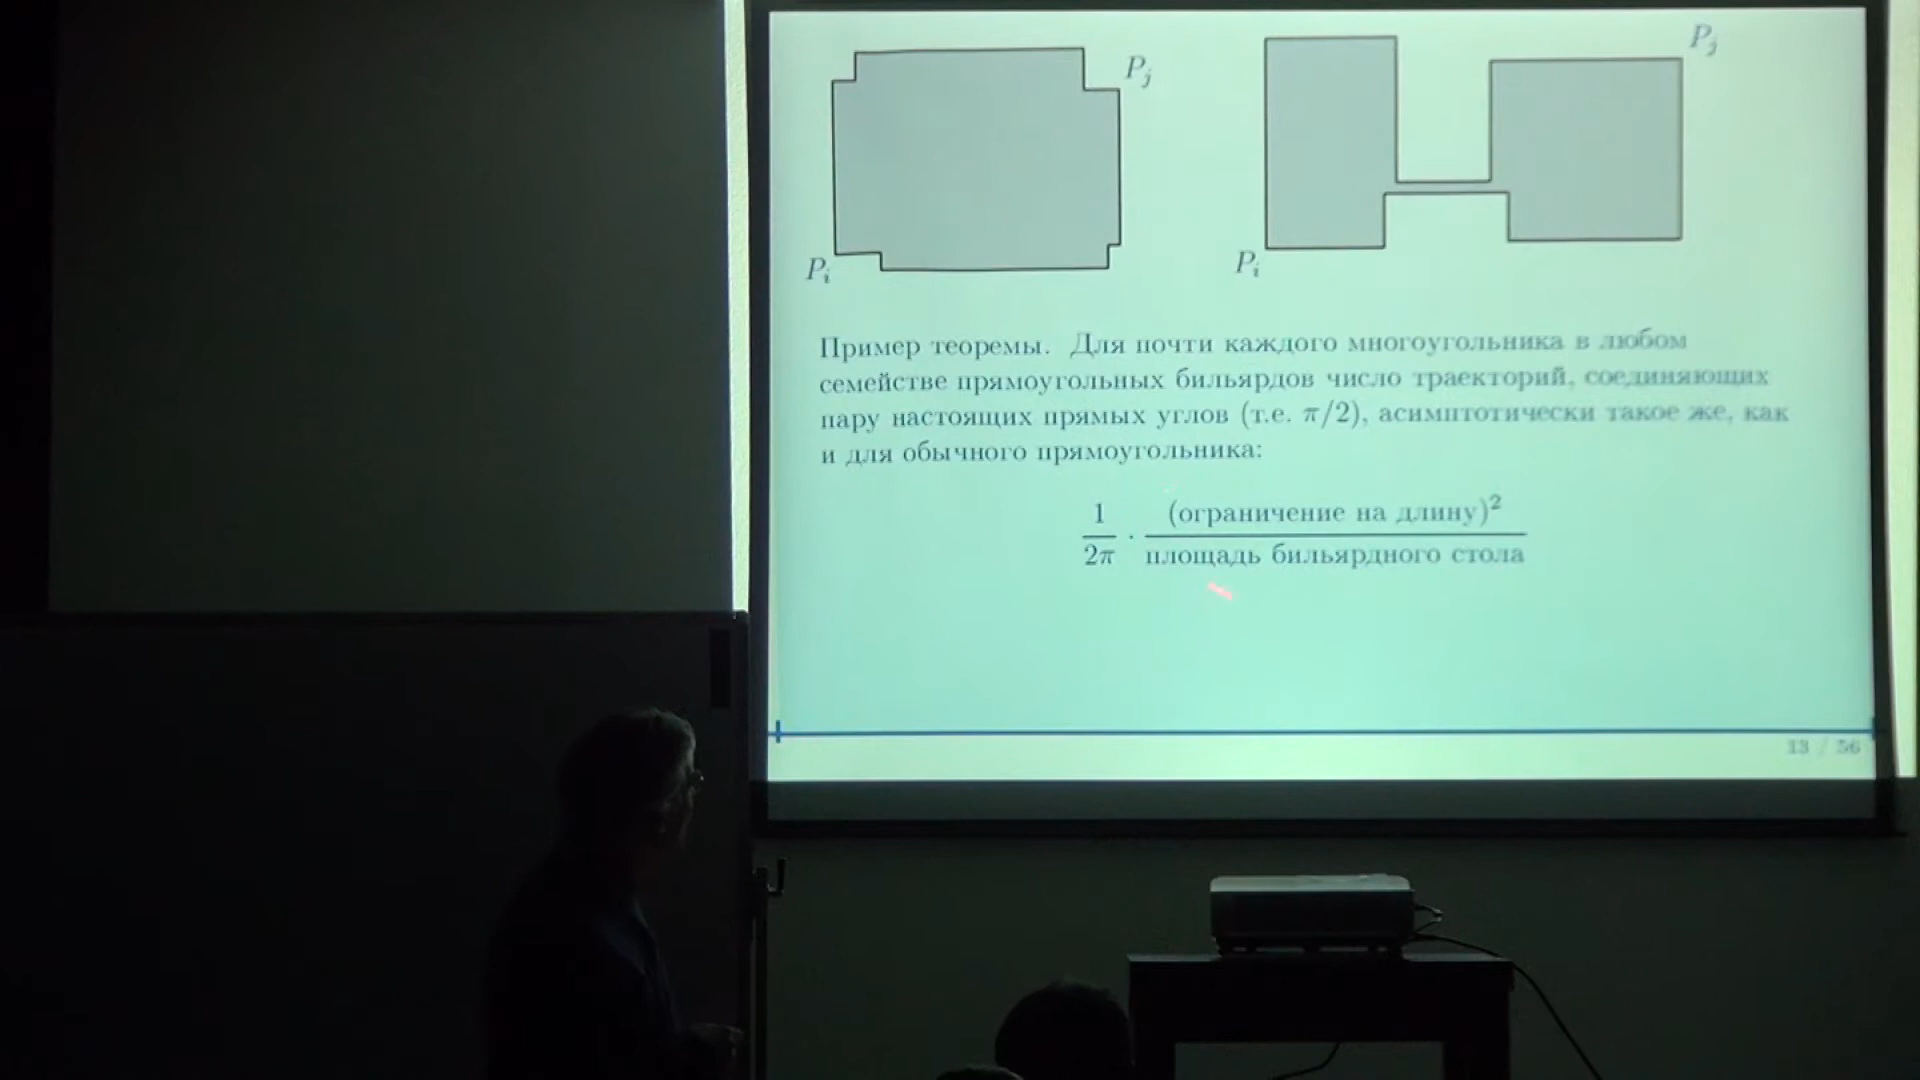 P_j
P_j
P_i
P_i
Пример теоремы. Для почти каждого многоугольника в любом
семействе прямоугольных бильярдов число траекторий, соединяющих
пару настоящих прямых углов (т.е. π/2), асимптотически такое же, как
и для обычного прямоугольника:
1/2π · (ограничение на длину)²/площадь бильярдного стола
13 / 56